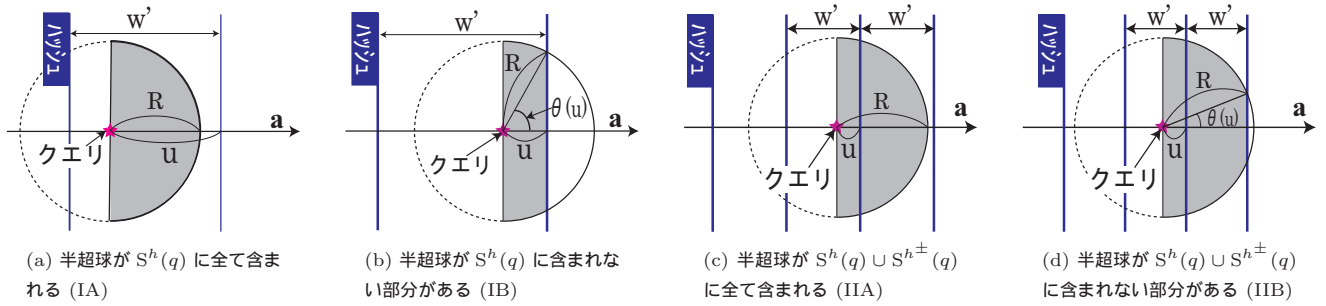 w'
ハッシュ
R
a
u
クエリ
(a) 半超球が S^h(q) に全て含ま
れる (IA)
w'
ハッシュ
R
θ(u)
a
u
クエリ
(b) 半超球が S^h(q) に含まれな
い部分がある (IB)
w' w'
ハッシュ
R
a
u
クエリ
(c) 半超球が S^h(q) ∪ S^h^±(q)
に全て含まれる (IIA)
w' w'
ハッシュ
R
a
θ(u)
u
クエリ
(d) 半超球が S^h(q) ∪ S^h^±(q)
に含まれない部分がある (IIB)